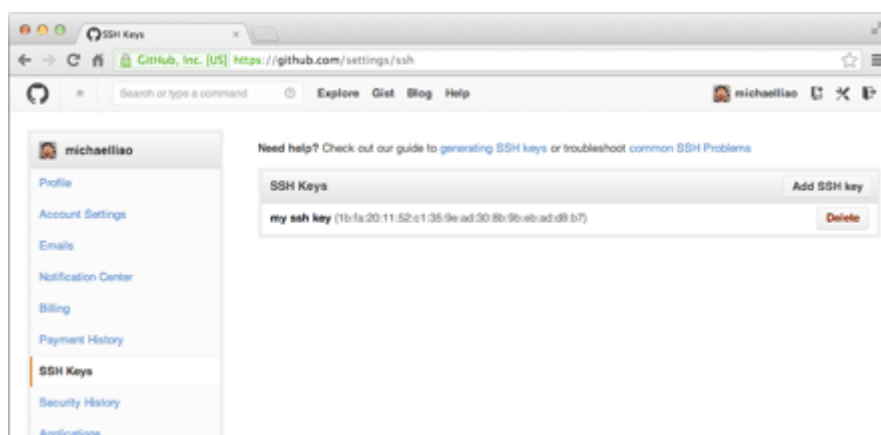 SSH Keys
GitHub, Inc. [US] https://github.com/settings/ssh
Search or type a command Explore Gist Blog Help michaelliao
michaelliao
Need help? Check out our guide to generating SSH keys or troubleshoot common SSH Problems
Profile
SSH Keys Add SSH key
Account Settings
my ssh key (1b:fa:20:11:52:c1:35:9e:ad:30:8b:9b:eb:ad:d8:b7) Delete
Emails
Notification Center
Billing
Payment History
SSH Keys
Security History
Applications